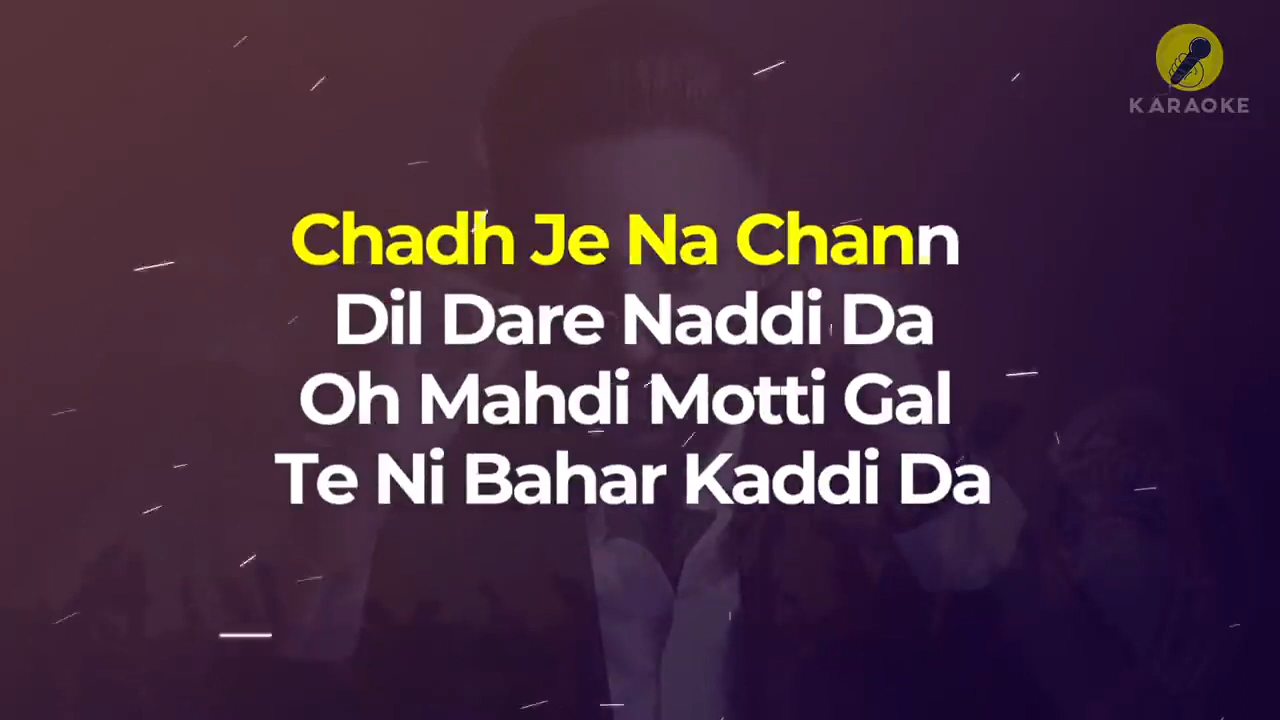 KARAOKE
Chadh Je Na Chann
Dil Dare Naddi Da
Oh Mahdi Motti Gal
Te Ni Bahar Kaddi Da